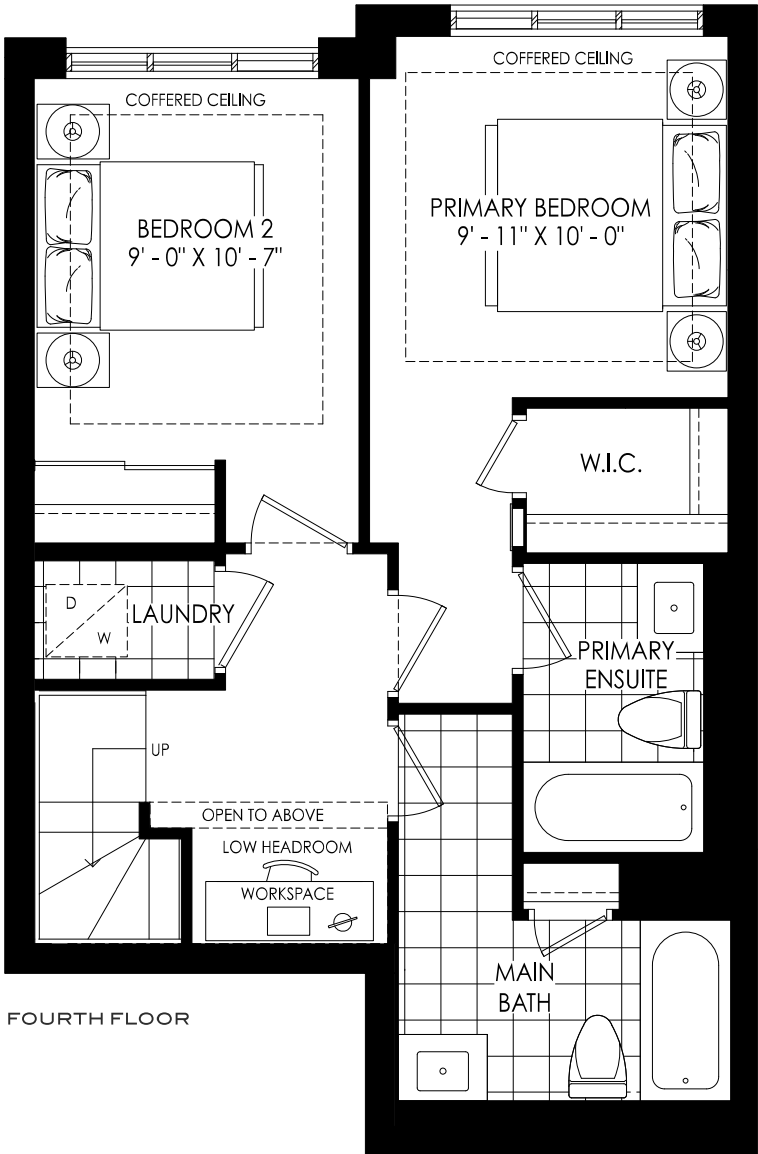 COFFERED CEILING
COFFERED CEILING
BEDROOM 2
9' - 0" X 10' - 7"
PRIMARY BEDROOM
9' - 11" X 10' - 0"
W.I.C.
D
W
LAUNDRY
PRIMARY
ENSUITE
UP
OPEN TO ABOVE
LOW HEADROOM
WORKSPACE
MAIN
BATH
FOURTH FLOOR